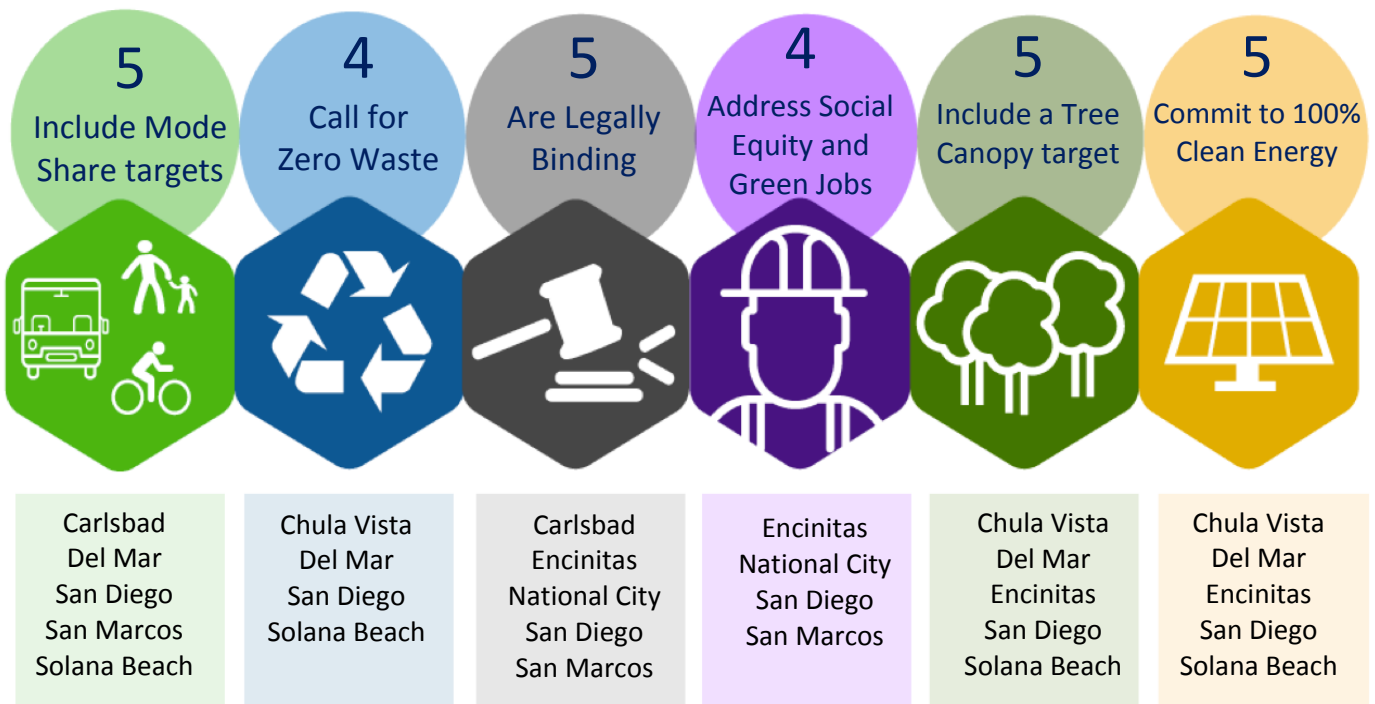 5
Include Mode
Share targets
4
Call for
Zero Waste
5
Are Legally
Binding
4
Address Social
Equity and
Green Jobs
5
Include a Tree
Canopy target
5
Commit to 100%
Clean Energy
Carlsbad
Del Mar
San Diego
San Marcos
Solana Beach
Chula Vista
Del Mar
San Diego
Solana Beach
Carlsbad
Encinitas
National City
San Diego
San Marcos
Encinitas
National City
San Diego
San Marcos
Chula Vista
Del Mar
Encinitas
San Diego
Solana Beach
Chula Vista
Del Mar
Encinitas
San Diego
Solana Beach